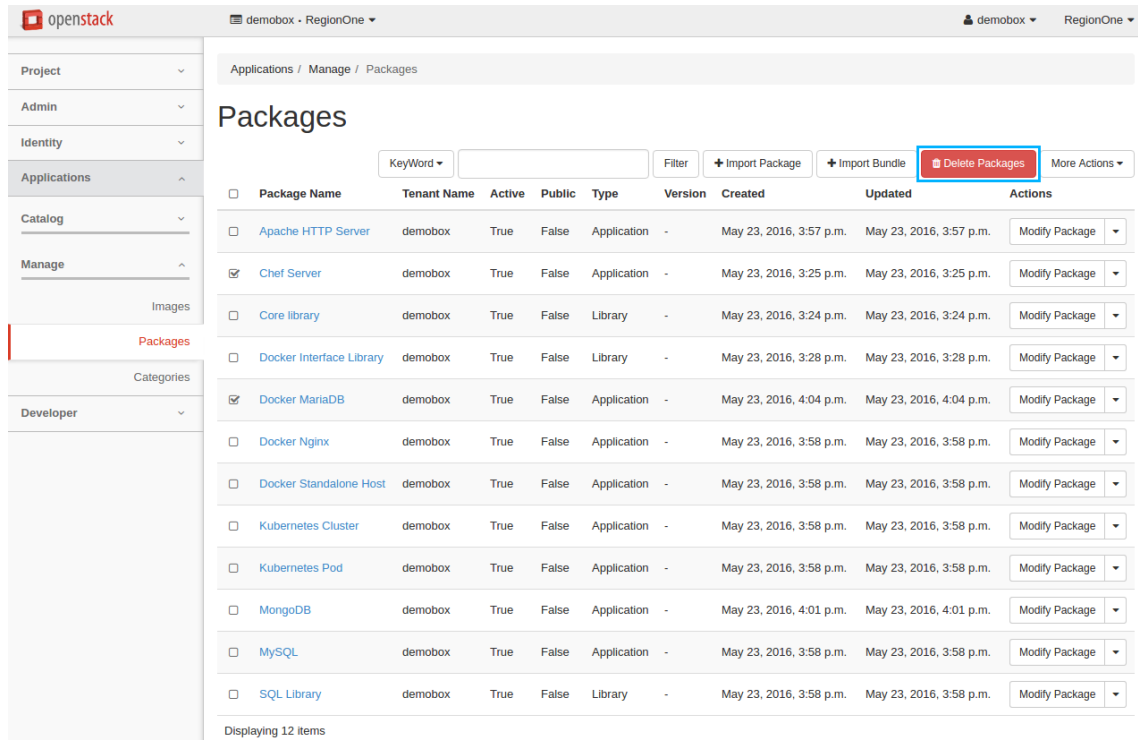 openstack demobox • RegionOne demobox RegionOne
Project
Admin
Identity
Applications
Catalog
Manage
Images
Packages
Categories
Developer
Applications / Manage / Packages
Packages
KeyWord Filter Import Package Import Bundle Delete Packages More Actions
Package Name Tenant Name Active Public Type Version Created Updated Actions
Apache HTTP Server demobox True False Application - May 23, 2016, 3:57 p.m. May 23, 2016, 3:57 p.m. Modify Package
Chef Server demobox True False Application - May 23, 2016, 3:25 p.m. May 23, 2016, 3:25 p.m. Modify Package
Core library demobox True False Library - May 23, 2016, 3:24 p.m. May 23, 2016, 3:24 p.m. Modify Package
Docker Interface Library demobox True False Library - May 23, 2016, 3:28 p.m. May 23, 2016, 3:28 p.m. Modify Package
Docker MariaDB demobox True False Application - May 23, 2016, 4:04 p.m. May 23, 2016, 4:04 p.m. Modify Package
Docker Nginx demobox True False Application - May 23, 2016, 3:58 p.m. May 23, 2016, 3:58 p.m. Modify Package
Docker Standalone Host demobox True False Application - May 23, 2016, 3:58 p.m. May 23, 2016, 3:58 p.m. Modify Package
Kubernetes Cluster demobox True False Application - May 23, 2016, 3:58 p.m. May 23, 2016, 3:58 p.m. Modify Package
Kubernetes Pod demobox True False Application - May 23, 2016, 3:58 p.m. May 23, 2016, 3:58 p.m. Modify Package
MongoDB demobox True False Application - May 23, 2016, 4:01 p.m. May 23, 2016, 4:01 p.m. Modify Package
MySQL demobox True False Application - May 23, 2016, 3:58 p.m. May 23, 2016, 3:58 p.m. Modify Package
SQL Library demobox True False Library - May 23, 2016, 3:58 p.m. May 23, 2016, 3:58 p.m. Modify Package
Displaying 12 items